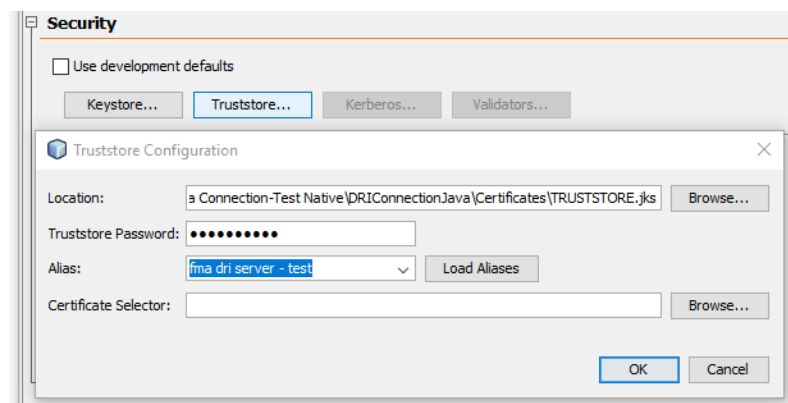 Security
Use development defaults
Keystore... Truststore... Kerberos... Validators...
Truststore Configuration
Location: a Connection-Test Native\DRIConnectionJava\Certificates\TRUSTSTORE.jks Browse...
Truststore Password: ●●●●●●●●●●
Alias: fma dri server - test Load Aliases
Certificate Selector: Browse...
OK Cancel